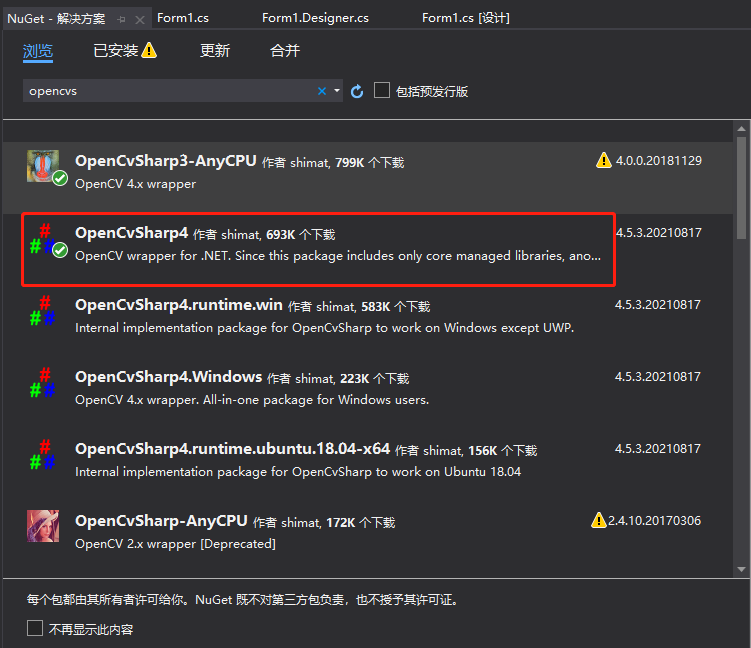 NuGet - 解决方案 Form1.cs Form1.Designer.cs Form1.cs [设计]
浏览 已安装 更新 合并
opencvs 包括预发行版
OpenCvSharp3-AnyCPU 作者 shimat, 799K 个下载 4.0.0.20181129
OpenCV 4.x wrapper
OpenCvSharp4 作者 shimat, 693K 个下载 4.5.3.20210817
OpenCV wrapper for .NET. Since this package includes only core managed libraries, ano...
OpenCvSharp4.runtime.win 作者 shimat, 583K 个下载 4.5.3.20210817
Internal implementation package for OpenCvSharp to work on Windows except UWP.
OpenCvSharp4.Windows 作者 shimat, 223K 个下载 4.5.3.20210817
OpenCV 4.x wrapper. All-in-one package for Windows users.
OpenCvSharp4.runtime.ubuntu.18.04-x64 作者 shimat, 156K 个下载 4.5.3.20210817
Internal implementation package for OpenCvSharp to work on Ubuntu 18.04
OpenCvSharp-AnyCPU 作者 shimat, 172K 个下载 2.4.10.20170306
OpenCV 2.x wrapper [Deprecated]
每个包都由其所有者许可给你。NuGet 既不对第三方包负责，也不授予其许可证。
不再显示此内容